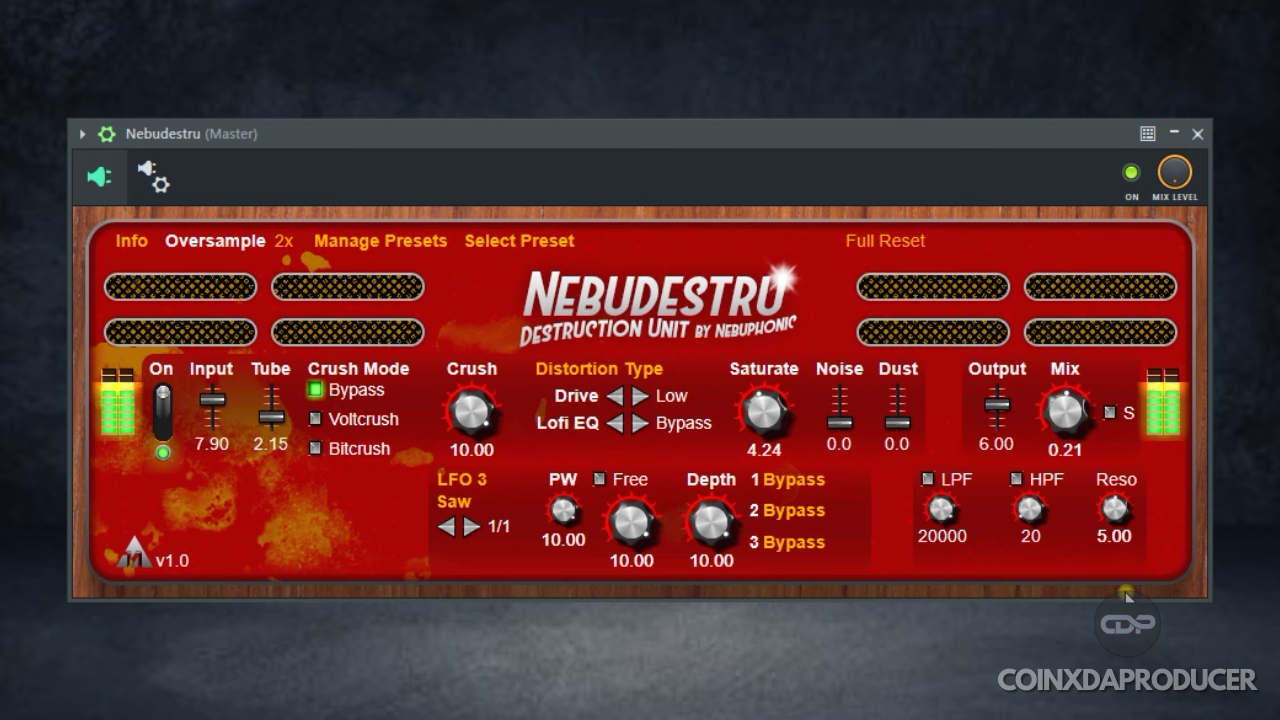 Nebudestru (Master)
ON
MIX LEVEL
Info Oversample 2x Manage Presets Select Preset Full Reset
NEBUDESTRU
DESTRUCTION UNIT BY NEBUPHONIC
On Input Tube Crush Mode Crush Distortion Type Saturate Noise Dust Output Mix
Bypass
Drive Low
Voltcrush
S
Lofi EQ Bypass
7.90 2.15 Bitcrush 10.00 4.24 0.0 0.0 6.00 0.21
LFO 3 PW Free Depth 1 Bypass LPF HPF Reso
Saw
2 Bypass
1/1
10.00 20000 20 5.00
3 Bypass
v1.0 10.00 10.00
CDP
COINXDAPRODUCER